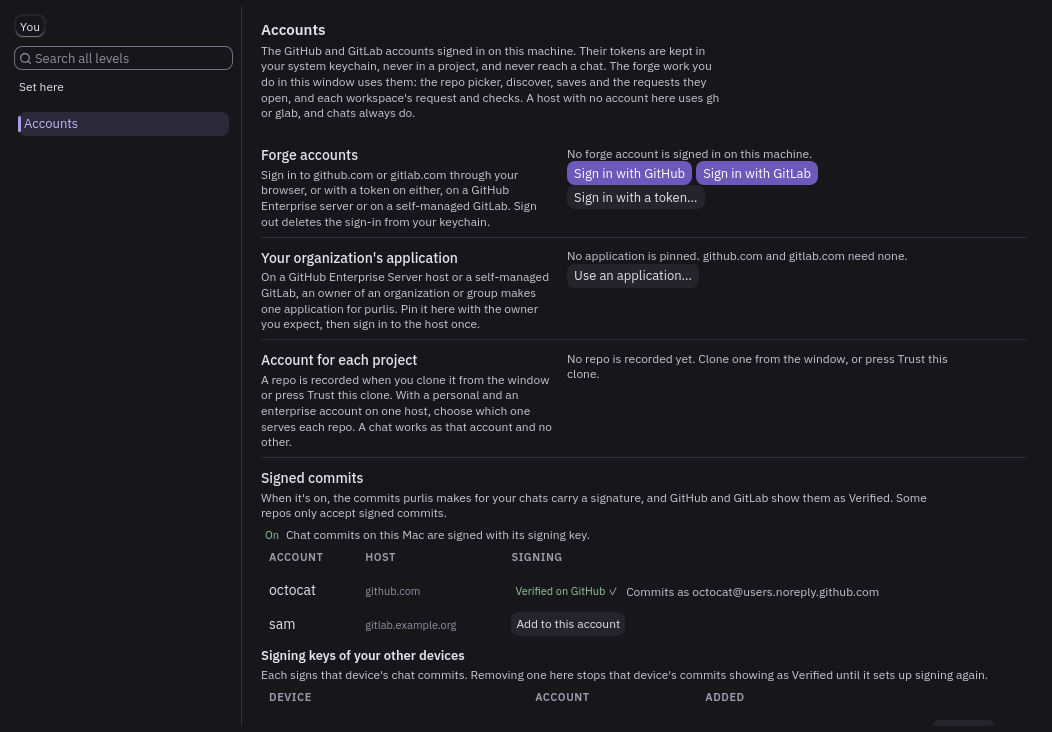 You
Search all levels
Set here
Accounts
Accounts
The GitHub and GitLab accounts signed in on this machine. Their tokens are kept in
your system keychain, never in a project, and never reach a chat. The forge work you
do in this window uses them: the repo picker, discover, saves and the requests they
open, and each workspace's request and checks. A host with no account here uses gh
or glab, and chats always do.
Forge accounts
Sign in to github.com or gitlab.com through your
browser, or with a token on either, on a GitHub
Enterprise server or on a self-managed GitLab. Sign
out deletes the sign-in from your keychain.
No forge account is signed in on this machine.
Sign in with GitHub
Sign in with GitLab
Sign in with a token...
Your organization's application
On a GitHub Enterprise Server host or a self-managed
GitLab, an owner of an organization or group makes
one application for purlis. Pin it here with the owner
you expect, then sign in to the host once.
No application is pinned. github.com and gitlab.com need none.
Use an application...
Account for each project
A repo is recorded when you clone it from the window
or press Trust this clone. With a personal and an
enterprise account on one host, choose which one
serves each repo. A chat works as that account and no
other.
No repo is recorded yet. Clone one from the window, or press Trust this
clone.
Signed commits
When it's on, the commits purlis makes for your chats carry a signature, and GitHub and GitLab show them as Verified. Some
repos only accept signed commits.
On Chat commits on this Mac are signed with its signing key.
ACCOUNT HOST SIGNING
octocat github.com Verified on GitHub ✓ Commits as octocat@users.noreply.github.com
sam gitlab.example.org Add to this account
Signing keys of your other devices
Each signs that device's chat commits. Removing one here stops that device's commits showing as Verified until it sets up signing again.
DEVICE ACCOUNT ADDED